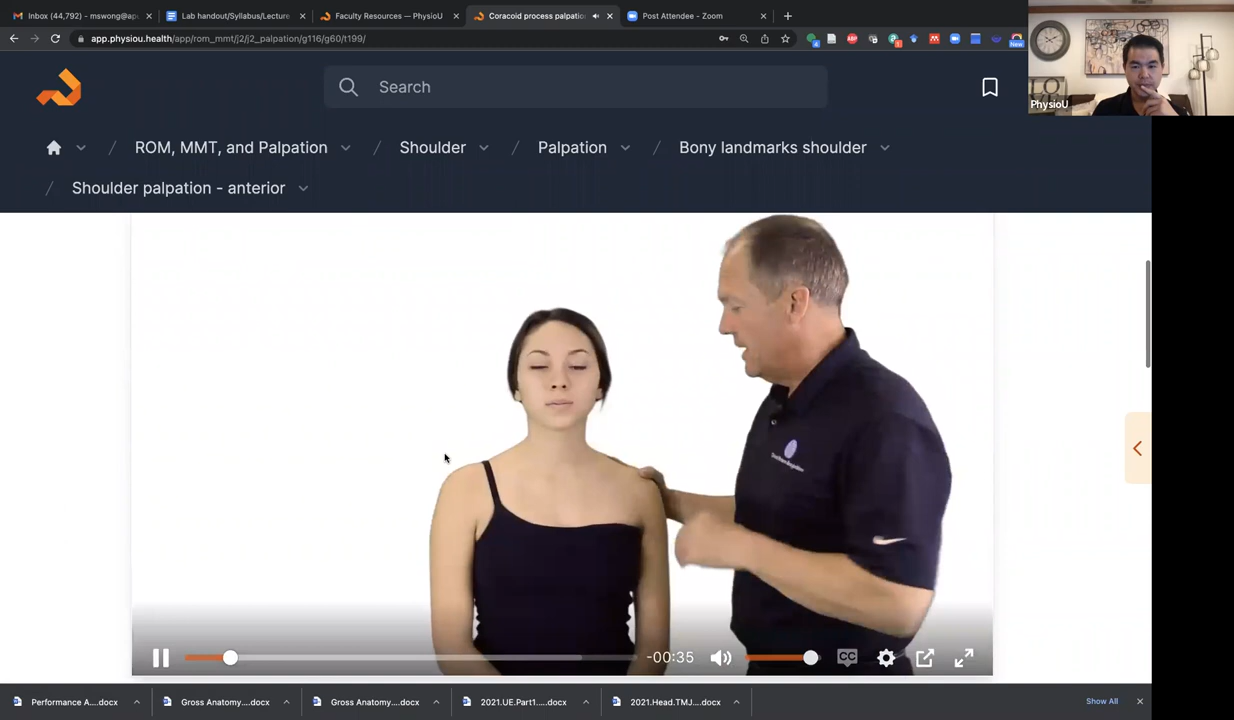 Inbox (44,792) - mswong@ap
Lab handout/Syllabus/Lecture
Faculty Resources — PhysioU
Coracoid process palpatio
Post Attendee - Zoom
app.physiou.health/app/rom_mmt/j2/j2_palpation/g116/g60/t199/
New
Search
PhysioU
/ ROM, MMT, and Palpation / Shoulder / Palpation / Bony landmarks shoulder
/ Shoulder palpation - anterior
-00:35
CC
Performance A....docx
Gross Anatomy....docx
Gross Anatomy....docx
2021.UE.Part1.....docx
2021.Head.TMJ....docx
Show All